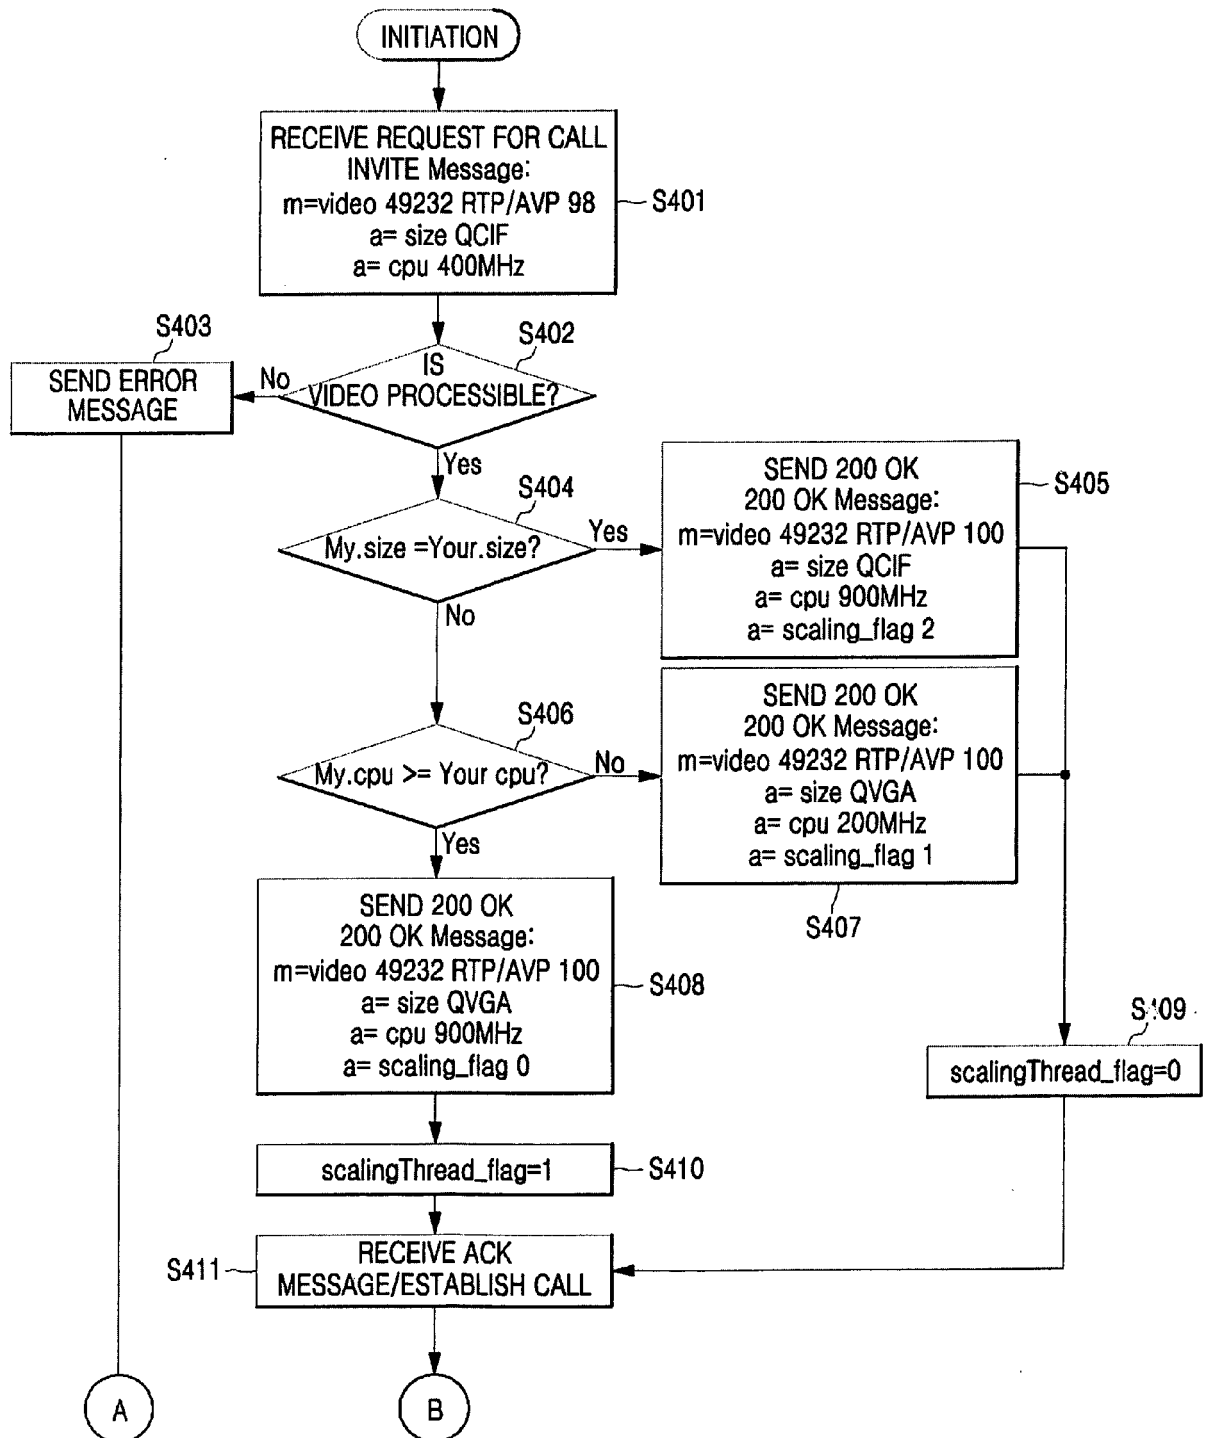 INITIATION
RECEIVE REQUEST FOR CALL
INVITE Message:
m=video 49232 RTP/AVP 98
a= size QCIF
a= cpu 400MHz
S401
S403
SEND ERROR
MESSAGE
No
S402
IS
VIDEO PROCESSIBLE?
Yes
S404
My.size =Your.size?
Yes
No
SEND 200 OK
200 OK Message:
m=video 49232 RTP/AVP 100
a= size QCIF
a= cpu 900MHz
a= scaling_flag 2
S405
S406
My.cpu >= Your cpu?
No
Yes
SEND 200 OK
200 OK Message:
m=video 49232 RTP/AVP 100
a= size QVGA
a= cpu 200MHz
a= scaling_flag 1
S407
SEND 200 OK
200 OK Message:
m=video 49232 RTP/AVP 100
a= size QVGA
a= cpu 900MHz
a= scaling_flag 0
S408
S409
scalingThread_flag=0
scalingThread_flag=1
S410
RECEIVE ACK
MESSAGE/ESTABLISH CALL
S411
A
B